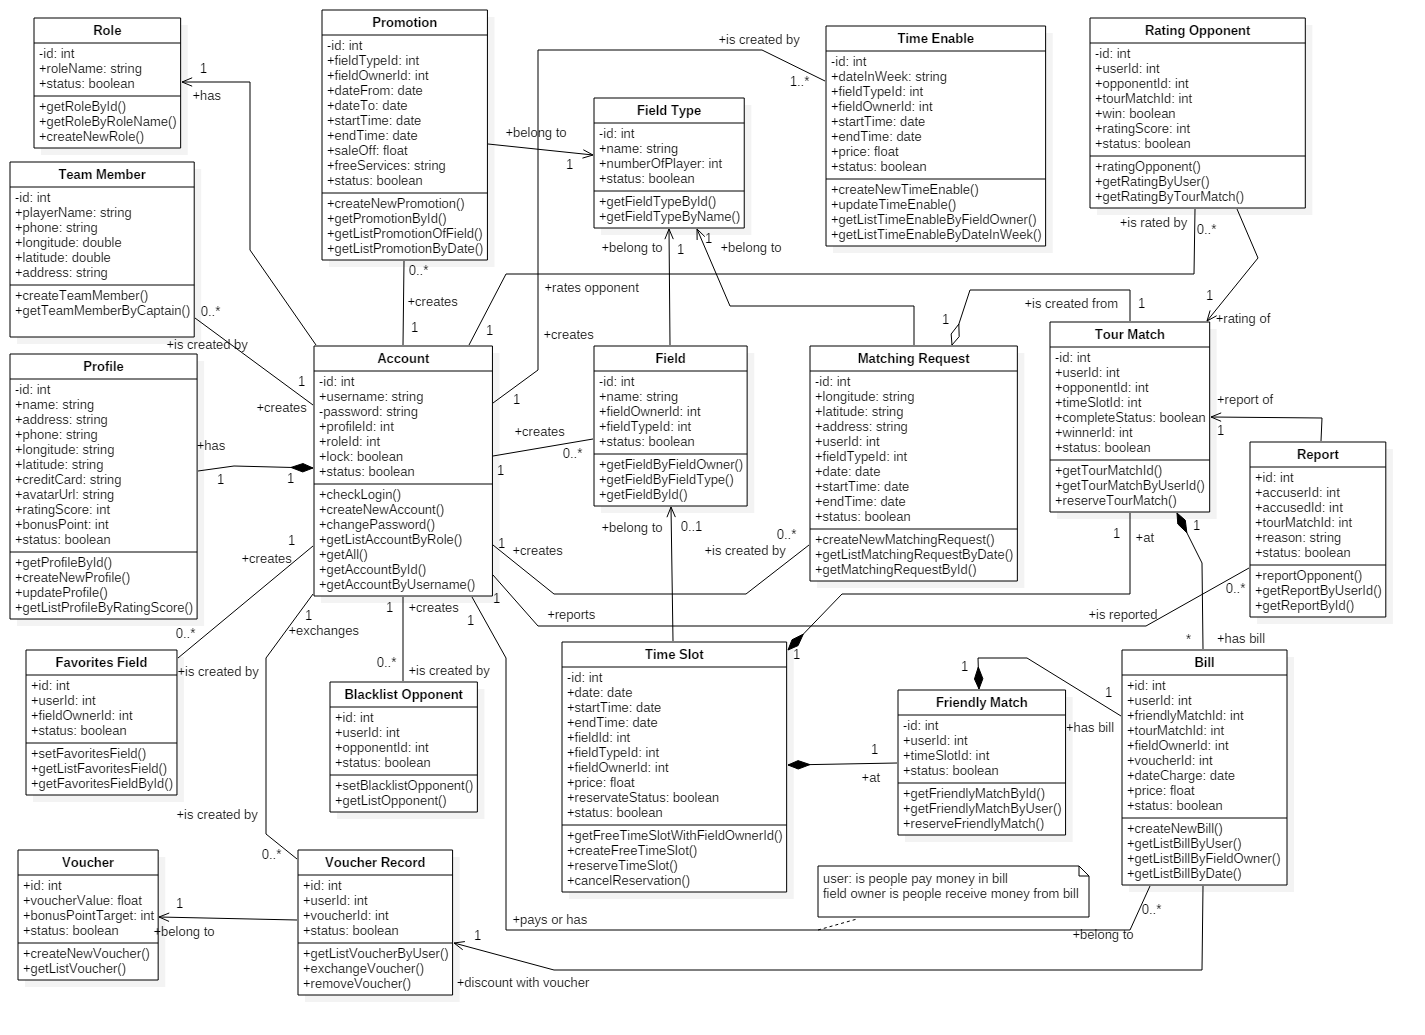 Role
-id: int
+roleName: string
+status: boolean
+getRoleById()
+getRoleByRoleName()
+createNewRole()
1
+has
Promotion
-id: int
+fieldTypeId: int
+fieldOwnerId: int
+dateFrom: date
+dateTo: date
+startTime: date
+endTime: date
+saleOff: float
+freeServices: string
+status: boolean
+createNewPromotion()
+getPromotionById()
+getListPromotionOfField()
+getListPromotionByDate()
0..*
+creates
1
+belong to
1
Field Type
-id: int
+name: string
+numberOfPlayer: int
+status: boolean
+getFieldTypeById()
+getFieldTypeByName()
+belong to
1
1
+belong to
+is created by
1..*
Time Enable
-id: int
+dateInWeek: string
+fieldTypeId: int
+fieldOwnerId: int
+startTime: date
+endTime: date
+price: float
+status: boolean
+createNewTimeEnable()
+updateTimeEnable()
+getListTimeEnableByFieldOwner()
+getListTimeEnableByDateInWeek()
Rating Opponent
-id: int
+userId: int
+opponentId: int
+tourMatchId: int
+win: boolean
+ratingScore: int
+status: boolean
+ratingOpponent()
+getRatingByUser()
+getRatingByTourMatch()
+is rated by
0..*
1
+rating of
+rates opponent
1
+creates
1
Team Member
-id: int
+playerName: string
+phone: string
+longitude: double
+latitude: double
+address: string
+createTeamMember()
+getTeamMemberByCaptain()
0..*
+is created by
1
+creates
Profile
-id: int
+name: string
+address: string
+phone: string
+longitude: string
+latitude: string
+creditCard: string
+avatarUrl: string
+ratingScore: int
+bonusPoint: int
+status: boolean
+getProfileById()
+createNewProfile()
+updateProfile()
+getListProfileByRatingScore()
+has
1
1
Account
-id: int
+username: string
-password: string
+profileId: int
+roleId: int
+lock: boolean
+status: boolean
+checkLogin()
+createNewAccount()
+changePassword()
+getListAccountByRole()
+getAll()
+getAccountById()
+getAccountByUsername()
+creates
0..*
1
Field
-id: int
+name: string
+fieldOwnerId: int
+fieldTypeId: int
+status: boolean
+getFieldByFieldOwner()
+getFieldByFieldType()
+getFieldById()
+belong to
0..1
Matching Request
-id: int
+longitude: string
+latitude: string
+address: string
+userId: int
+fieldTypeId: int
+date: date
+startTime: date
+endTime: date
+status: boolean
+createNewMatchingRequest()
+getListMatchingRequestByDate()
+getMatchingRequestById()
1
+is created from
1
0..*
+is created by
1
+creates
Tour Match
-id: int
+userId: int
+opponentId: int
+timeSlotId: int
+completeStatus: boolean
+winnerId: int
+status: boolean
+getTourMatchId()
+getTourMatchByUserId()
+reserveTourMatch()
+report of
1
Report
+id: int
+accuserId: int
+accusedId: int
+tourMatchId: int
+reason: string
+status: boolean
+reportOpponent()
+getReportByUserId()
+getReportById()
0..*
+is reported
+reports
1
1
+at
1
1
*
+has bill
1
+creates
0..*
+is created by
Favorites Field
+id: int
+userId: int
+fieldOwnerId: int
+status: boolean
+setFavoritesField()
+getListFavoritesField()
+getFavoritesFieldById()
1
+exchanges
+is created by
0..*
1
+creates
0..*
+is created by
Blacklist Opponent
+id: int
+userId: int
+opponentId: int
+status: boolean
+setBlacklistOpponent()
+getListOpponent()
1
Time Slot
-id: int
+date: date
+startTime: date
+endTime: date
+fieldId: int
+fieldTypeId: int
+fieldOwnerId: int
+price: float
+reservateStatus: boolean
+status: boolean
+getFreeTimeSlotWithFieldOwnerId()
+createFreeTimeSlot()
+reserveTimeSlot()
+cancelReservation()
1
+at
Friendly Match
-id: int
+userId: int
+timeSlotId: int
+status: boolean
+getFriendlyMatchById()
+getFriendlyMatchByUser()
+reserveFriendlyMatch()
1
1
+has bill
Bill
+id: int
+userId: int
+friendlyMatchId: int
+tourMatchId: int
+fieldOwnerId: int
+voucherId: int
+dateCharge: date
+price: float
+status: boolean
+createNewBill()
+getListBillByUser()
+getListBillByFieldOwner()
+getListBillByDate()
0..*
+belong to
user: is people pay money in bill
field owner is people receive money from bill
+pays or has
Voucher
+id: int
+voucherValue: float
+bonusPointTarget: int
+status: boolean
+createNewVoucher()
+getListVoucher()
1
+belong to
Voucher Record
+id: int
+userId: int
+voucherId: int
+status: boolean
+getListVoucherByUser()
+exchangeVoucher()
+removeVoucher()
1
+discount with voucher